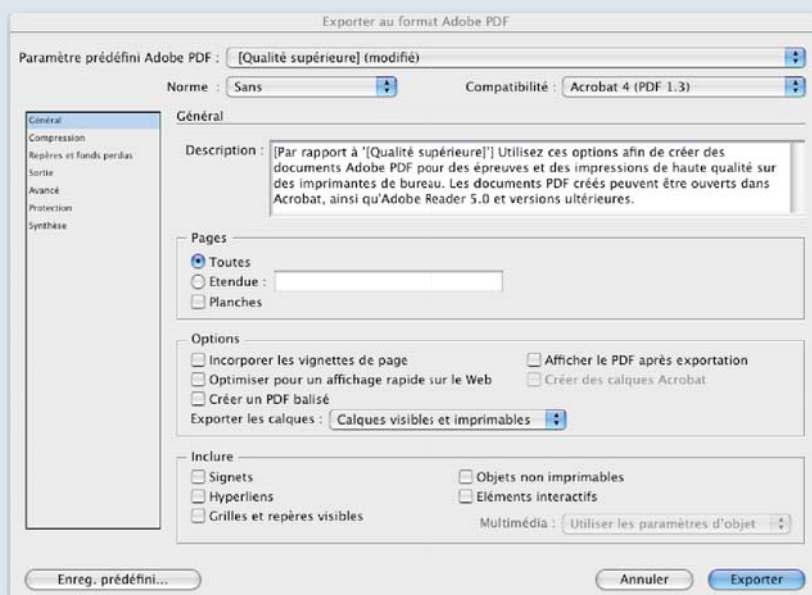 Exporter au format Adobe PDF
Paramètre prédéfini Adobe PDF : [Qualité supérieure] (modifié)
Norme : Sans Compatibilité : Acrobat 4 (PDF 1.3)
Général
Compression
Repères et fonds perdus
Sortie
Avancé
Protection
Synthèse
Général
Description : [Par rapport à '[Qualité supérieure]'] Utilisez ces options afin de créer des
documents Adobe PDF pour des épreuves et des impressions de haute qualité sur
des imprimantes de bureau. Les documents PDF créés peuvent être ouverts dans
Acrobat, ainsi qu'Adobe Reader 5.0 et versions ultérieures.
Pages
Toutes
Etendue :
Planches
Options
Incorporer les vignettes de page Afficher le PDF après exportation
Optimiser pour un affichage rapide sur le Web Créer des calques Acrobat
Créer un PDF balisé
Exporter les calques : Calques visibles et imprimables
Inclure
Signets Objets non imprimables
Hyperliens Eléments interactifs
Grilles et repères visibles
Multimédia : Utiliser les paramètres d'objet
Enreg. prédéfini... Annuler Exporter